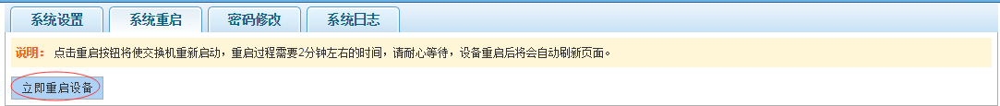 系统设置 系统重启 密码修改 系统日志
说明： 点击重启按钮将使交换机重新启动，重启过程需要2分钟左右的时间，请耐心等待，设备重启后将会自动刷新页面。
立即重启设备